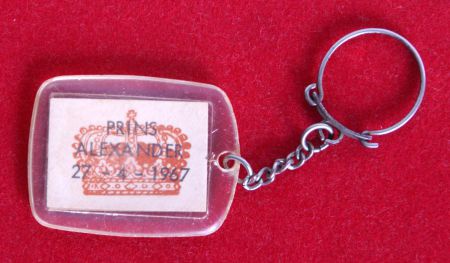 PRINS
ALEXANDER
27 - 4 - 1967